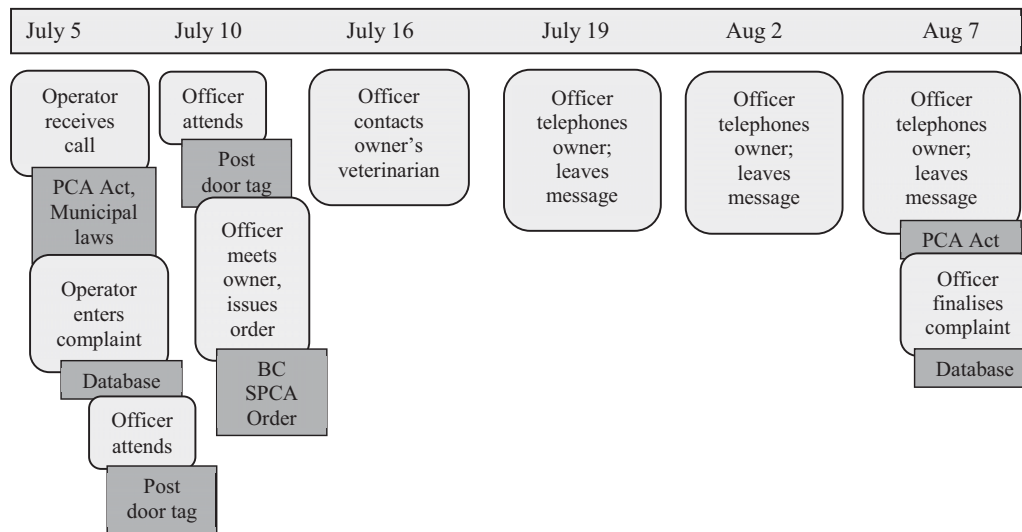 July 5
July 10
July 16
July 19
Aug 2
Aug 7
Operator
receives
call
PCA Act,
Municipal
laws
Operator
enters
complaint
Database
Officer
attends
Post
door tag
Officer
attends
Post
door tag
Officer
meets
owner,
issues
order
BC
SPCA
Order
Officer
contacts
owner's
veterinarian
Officer
telephones
owner;
leaves
message
Officer
telephones
owner;
leaves
message
Officer
telephones
owner;
leaves
message
PCA Act
Officer
finalises
complaint
Database